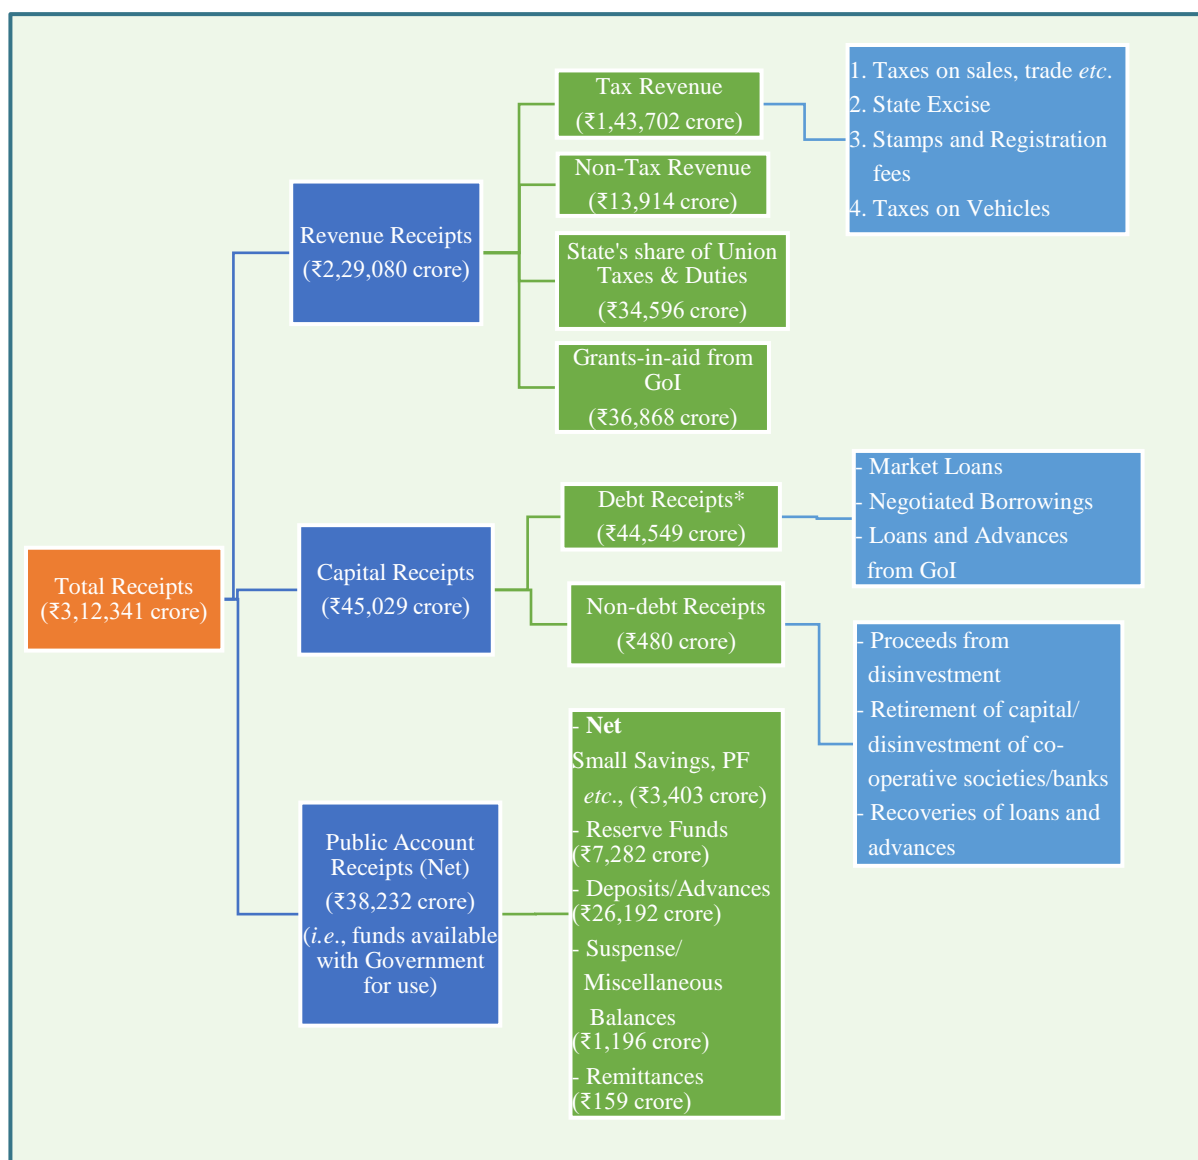 Total Receipts
(₹3,12,341 crore)
Revenue Receipts
(₹2,29,080 crore)
Tax Revenue
(₹1,43,702 crore)
1. Taxes on sales, trade etc.
2. State Excise
3. Stamps and Registration
fees
4. Taxes on Vehicles
Non-Tax Revenue
(₹13,914 crore)
State's share of Union
Taxes & Duties
(₹34,596 crore)
Grants-in-aid from
GoI
(₹36,868 crore)
Capital Receipts
(₹45,029 crore)
Debt Receipts*
(₹44,549 crore)
- Market Loans
- Negotiated Borrowings
- Loans and Advances
from GoI
Non-debt Receipts
(₹480 crore)
- Proceeds from
disinvestment
- Retirement of capital/
disinvestment of co-
operative societies/banks
- Recoveries of loans and
advances
Public Account
Receipts (Net)
(₹38,232 crore)
(i.e., funds available
with Government
for use)
- Net
Small Savings, PF
etc., (₹3,403 crore)
- Reserve Funds
(₹7,282 crore)
- Deposits/Advances
(₹26,192 crore)
- Suspense/
Miscellaneous
Balances
(₹1,196 crore)
- Remittances
(₹159 crore)